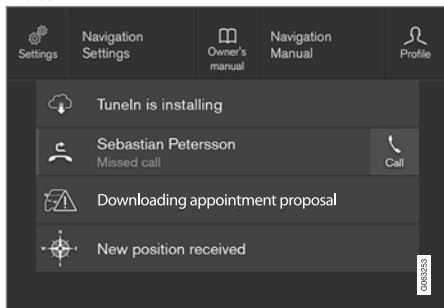 Settings
Navigation
Settings
Owner's
manual
Navigation
Manual
Profile
TuneIn is installing
Sebastian Petersson
Missed call
Call
Downloading appointment proposal
New position received
G063253